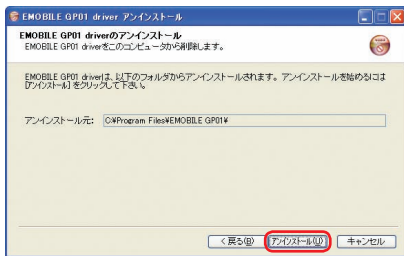 EMOBILE GP01 driver アンインストール
EMOBILE GP01 driverのアンインストール
EMOBILE GP01 driverをこのコンピュータから削除します。
EMOBILE GP01 driverは、以下のフォルダからアンインストールされます。アンインストールを始めるには
[アンインストール] をクリックして下さい。
アンインストール元: C:¥Program Files¥EMOBILE GP01¥
< 戻る(B) アンインストール(U) キャンセル